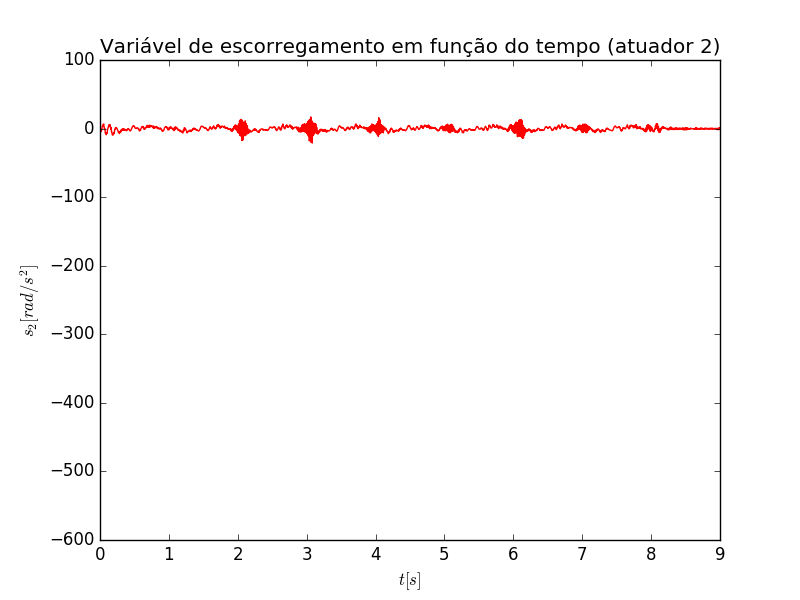 Variável de escorregamento em função do tempo (atuador 2)
100
0
−100
−200
−300
−400
−500
−600
s₂[rad/s²]
0 1 2 3 4 5 6 7 8 9
t[s]